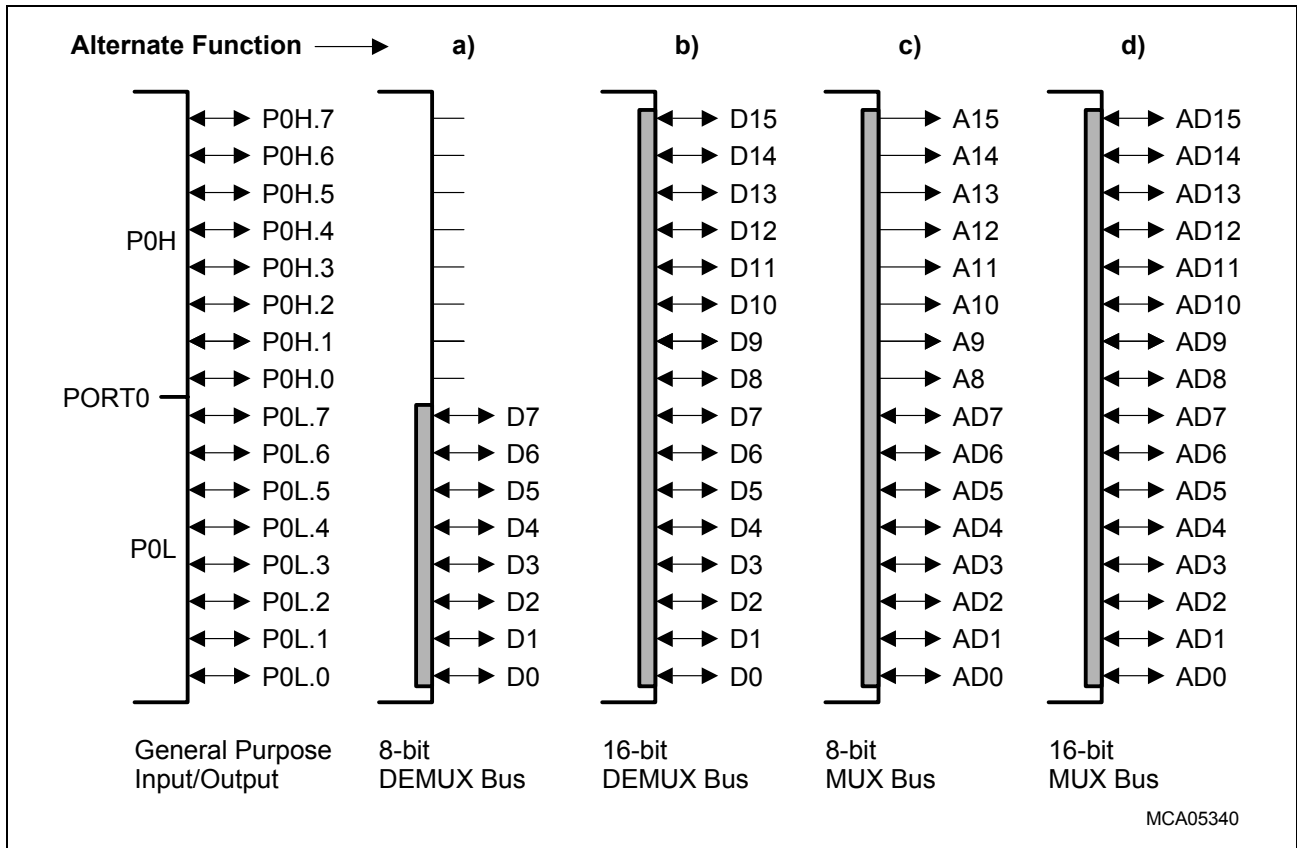 Alternate Function a) b) c) d)
P0H.7 D15 A15 AD15
P0H.6 D14 A14 AD14
P0H.5 D13 A13 AD13
P0H.4 D12 A12 AD12
P0H
P0H.3 D11 A11 AD11
P0H.2 D10 A10 AD10
P0H.1 D9 A9 AD9
P0H.0 D8 A8 AD8
PORT0
P0L.7 D7 D7 AD7 AD7
P0L.6 D6 D6 AD6 AD6
P0L.5 D5 D5 AD5 AD5
P0L.4 D4 D4 AD4 AD4
P0L
P0L.3 D3 D3 AD3 AD3
P0L.2 D2 D2 AD2 AD2
P0L.1 D1 D1 AD1 AD1
P0L.0 D0 D0 AD0 AD0
General Purpose 8-bit 16-bit 8-bit 16-bit
Input/Output DEMUX Bus DEMUX Bus MUX Bus MUX Bus
MCA05340